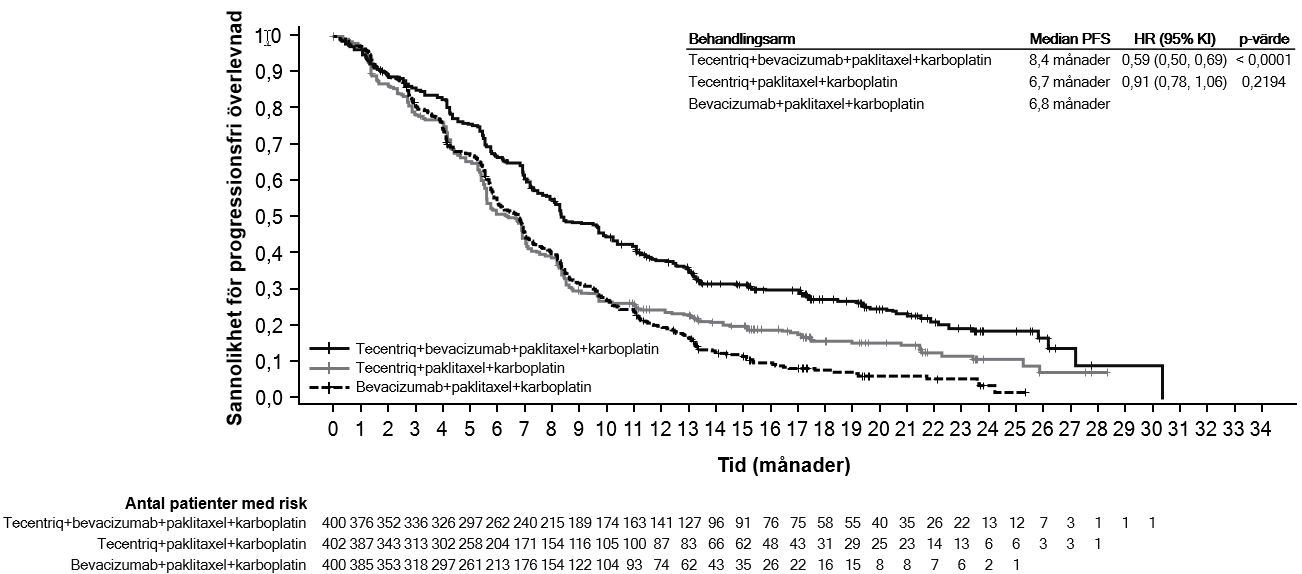 Sannolikhet för progressionsfri överlevnad
1,0
0,9
0,8
0,7
0,6
0,5
0,4
0,3
0,2
0,1
0,0
Behandlingsarm Median PFS HR (95% KI) p-värde
Tecentriq+bevacizumab+paklitaxel+karboplatin 8,4 månader 0,59 (0,50, 0,69) < 0,0001
Tecentriq+paklitaxel+karboplatin 6,7 månader 0,91 (0,78, 1,06) 0,2194
Bevacizumab+paklitaxel+karboplatin 6,8 månader
Tecentriq+bevacizumab+paklitaxel+karboplatin
Tecentriq+paklitaxel+karboplatin
Bevacizumab+paklitaxel+karboplatin
0 1 2 3 4 5 6 7 8 9 10 11 12 13 14 15 16 17 18 19 20 21 22 23 24 25 26 27 28 29 30 31 32 33 34
Tid (månader)
Antal patienter med risk
Tecentriq+bevacizumab+paklitaxel+karboplatin 400 376 352 336 326 297 262 240 215 189 174 163 141 127 96 91 76 75 58 55 40 35 26 22 13 12 7 3 1 1 1
Tecentriq+paklitaxel+karboplatin 402 387 343 313 302 258 204 171 154 116 105 100 87 83 66 62 48 43 31 29 25 23 14 13 6 6 3 3 1
Bevacizumab+paklitaxel+karboplatin 400 385 353 318 297 261 213 176 154 122 104 93 74 62 43 35 26 22 16 15 8 8 7 6 2 1